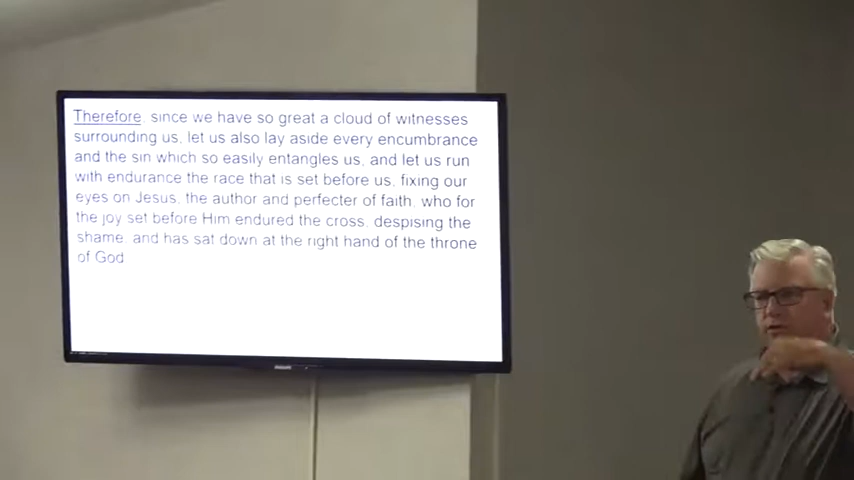 Therefore, since we have so great a cloud of witnesses
surrounding us, let us also lay aside every encumbrance
and the sin which so easily entangles us, and let us run
with endurance the race that is set before us, fixing our
eyes on Jesus, the author and perfecter of faith, who for
the joy set before Him endured the cross, despising the
shame, and has sat down at the right hand of the throne
of God
PHILIPS